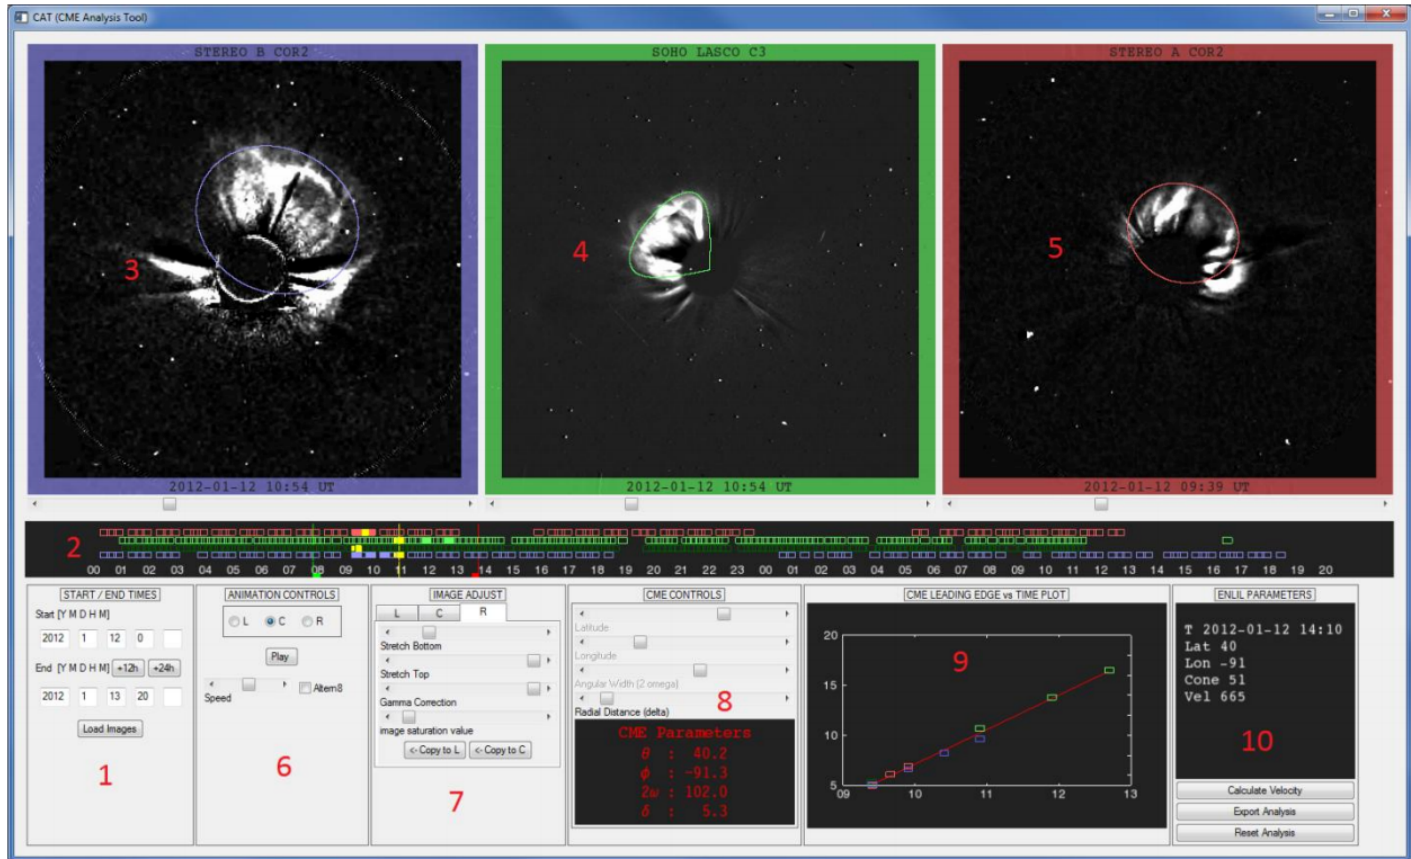 CAT (CME Analysis Tool)
STEREO B COR2
SOHO LASCO C3
STEREO A COR2
3
4
5
2012-01-12 10:54 UT
2012-01-12 10:54 UT
2012-01-12 09:39 UT
2
00 01 02 03 04 05 06 07 08 09 10 11 12 13 14 15 16 17 18 19 20 21 22 23 00 01 02 03 04 05 06 07 08 09 10 11 12 13 14 15 16 17 18 19 20
START / END TIMES
Start [Y M D H M]
2012 1 12 0
End [Y M D H M] +12h +24h
2012 1 13 20
Load Images
1
ANIMATION CONTROLS
L C R
Play
Speed
Altern8
6
IMAGE ADJUST
L C R
Stretch Bottom
Stretch Top
Gamma Correction
image saturation value
<- Copy to L <- Copy to C
7
CME CONTROLS
Latitude
Longitude
Angular Width (2 omega)
8
Radial Distance (delta)
CME Parameters
θ : 40.2
ϕ : -91.3
2ω : 102.0
δ : 5.3
CME LEADING EDGE vs TIME PLOT
20
9
15
10
5
09 10 11 12 13
ENLIL PARAMETERS
T 2012-01-12 14:10
Lat 40
Lon -91
Cone 51
Vel 665
10
Calculate Velocity
Export Analysis
Reset Analysis